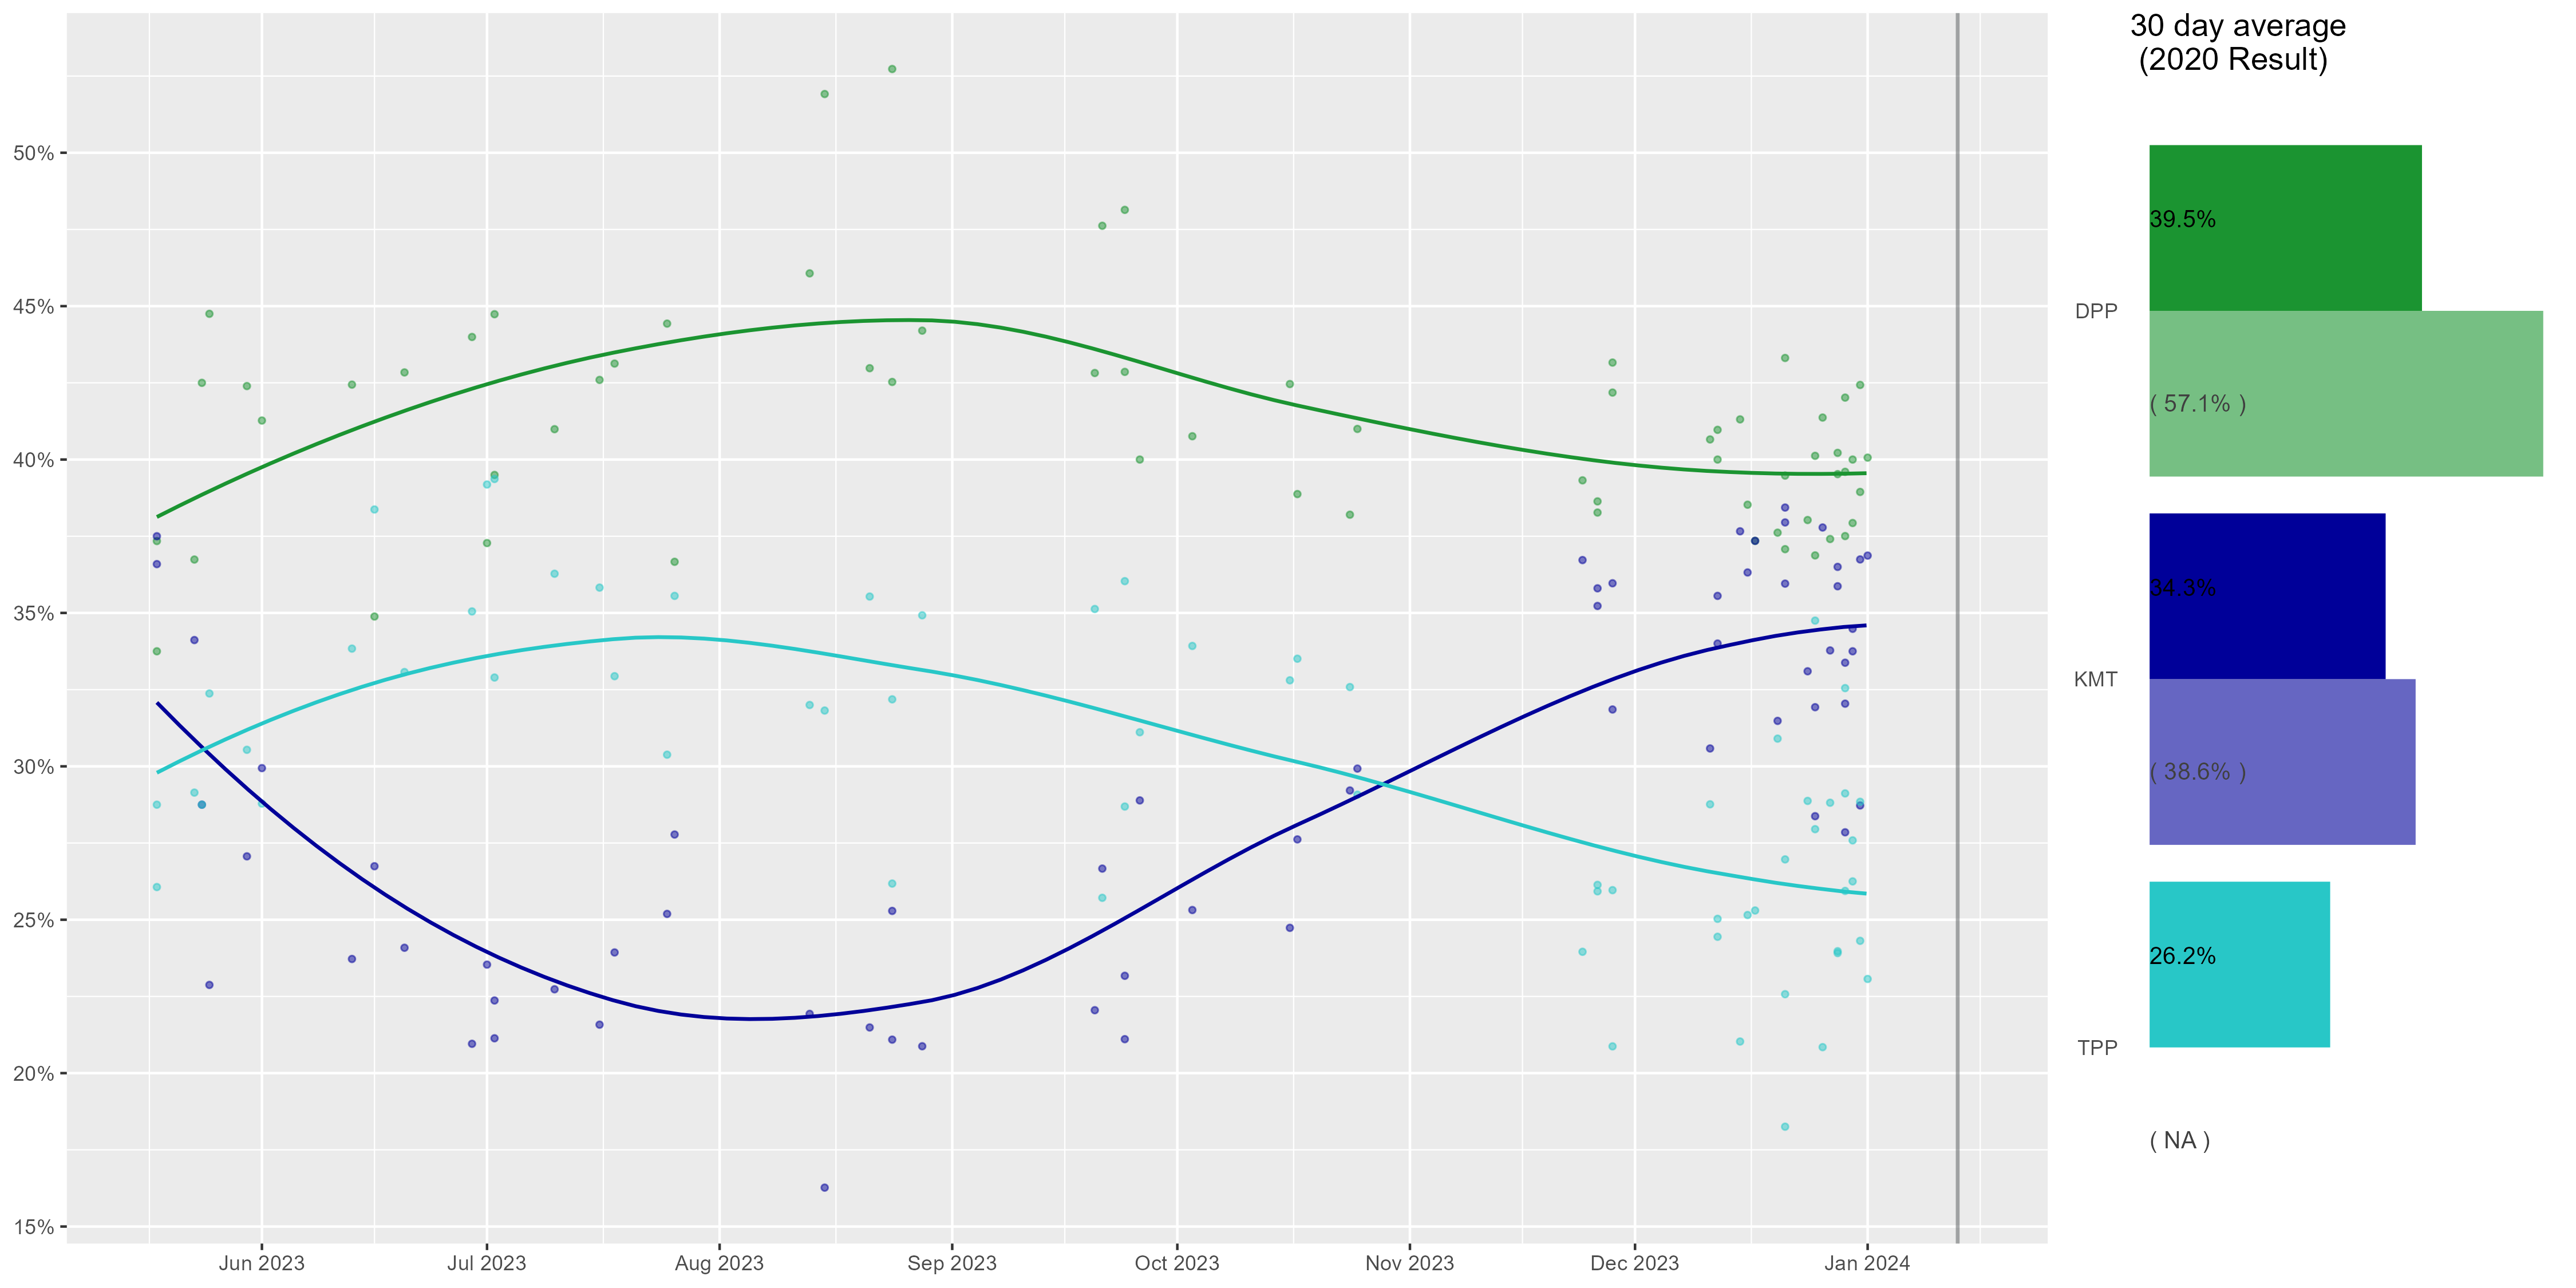 30 day average
(2020 Result)
50%
45%
40%
35%
30%
25%
20%
15%
Jun 2023
Jul 2023
Aug 2023
Sep 2023
Oct 2023
Nov 2023
Dec 2023
Jan 2024
DPP
39.5%
( 57.1% )
KMT
34.3%
( 38.6% )
TPP
26.2%
( NA )